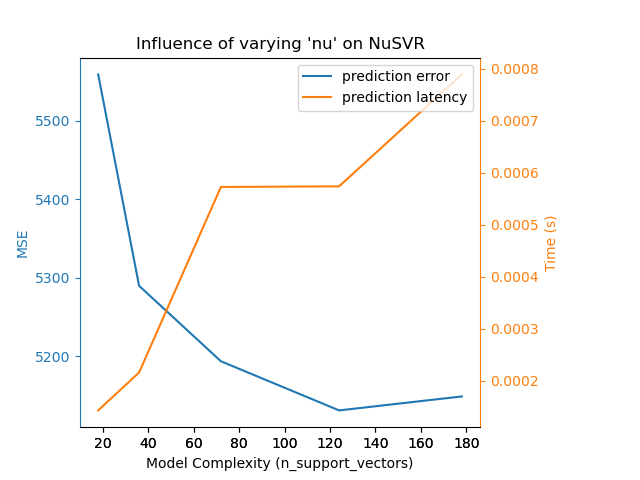 Influence of varying 'nu' on NuSVR
prediction error
prediction latency
MSE
5500
5400
5300
5200
0.0008
0.0007
0.0006
0.0005
0.0004
0.0003
0.0002
Time (s)
20 40 60 80 100 120 140 160 180
Model Complexity (n_support_vectors)